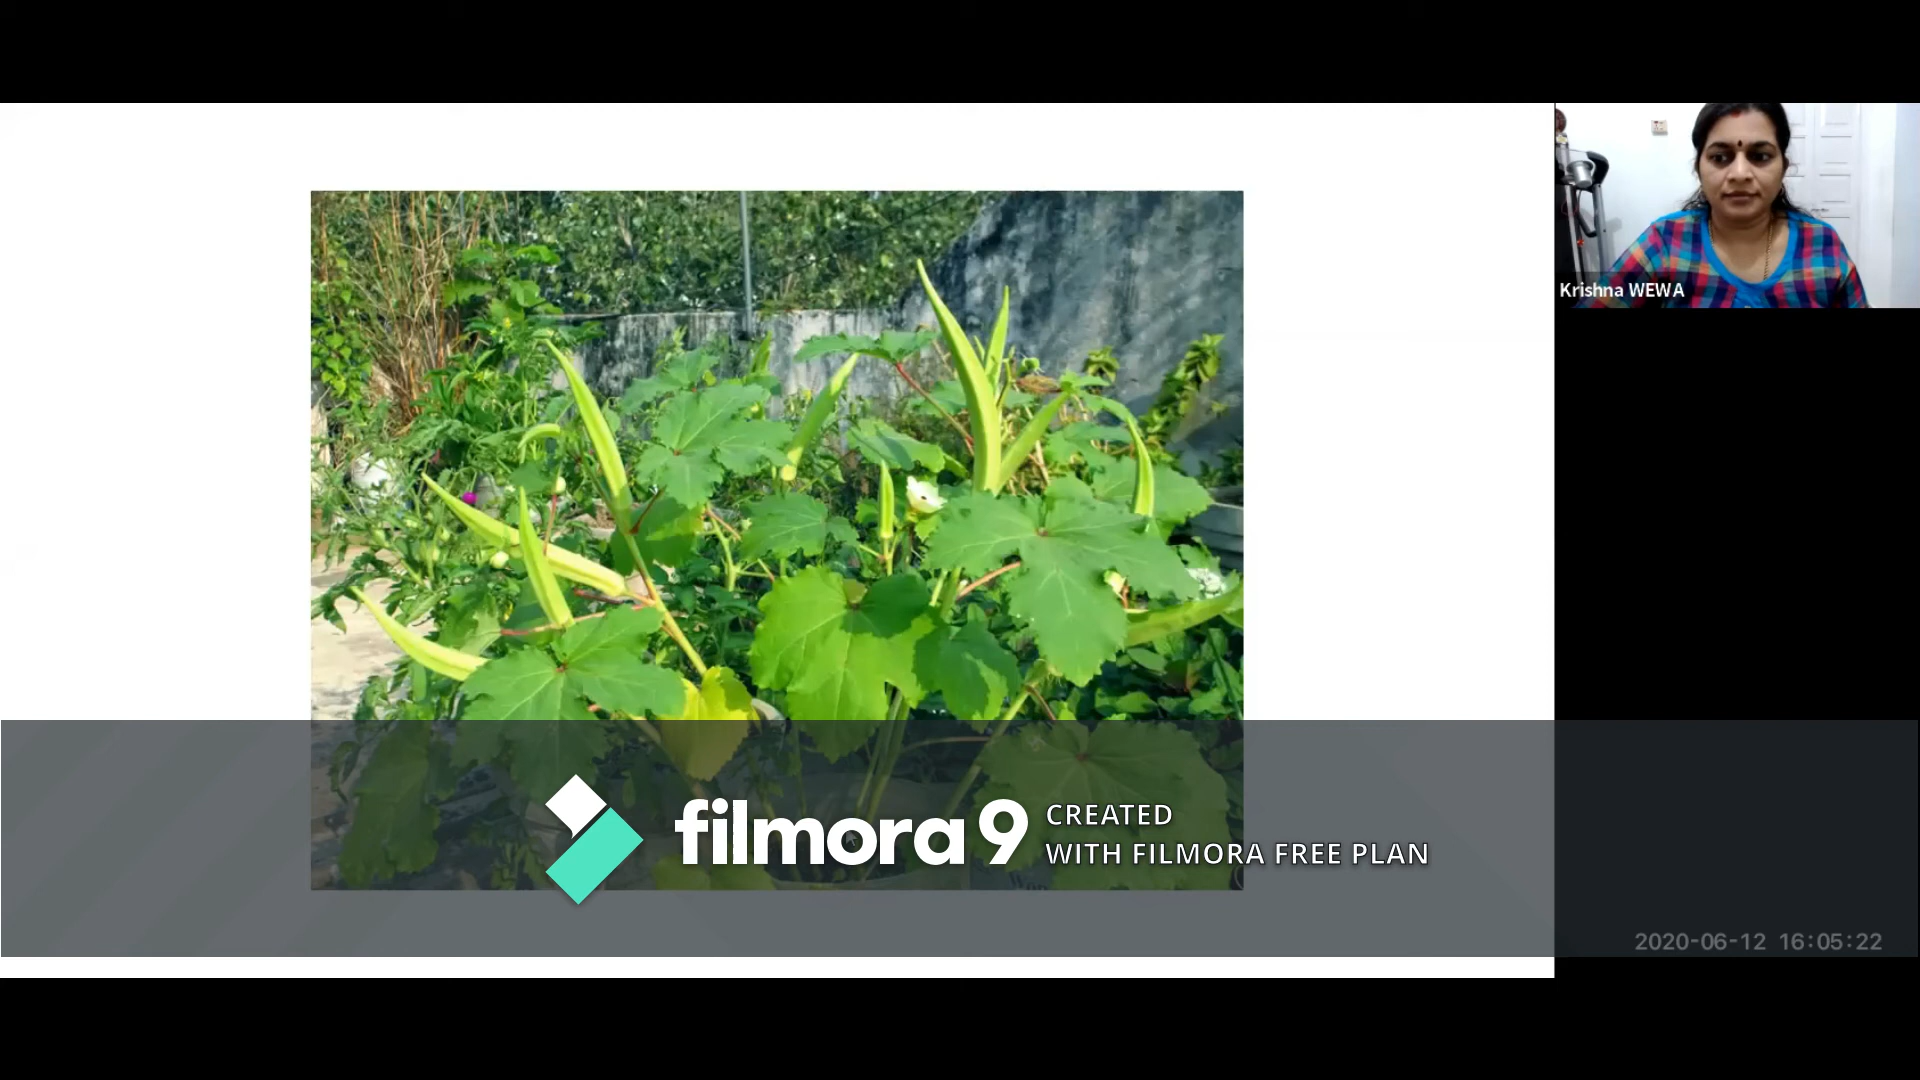 Krishna WEWA
filmora9
CREATED
WITH FILMORA FREE PLAN
2020-06-12 16:05:22